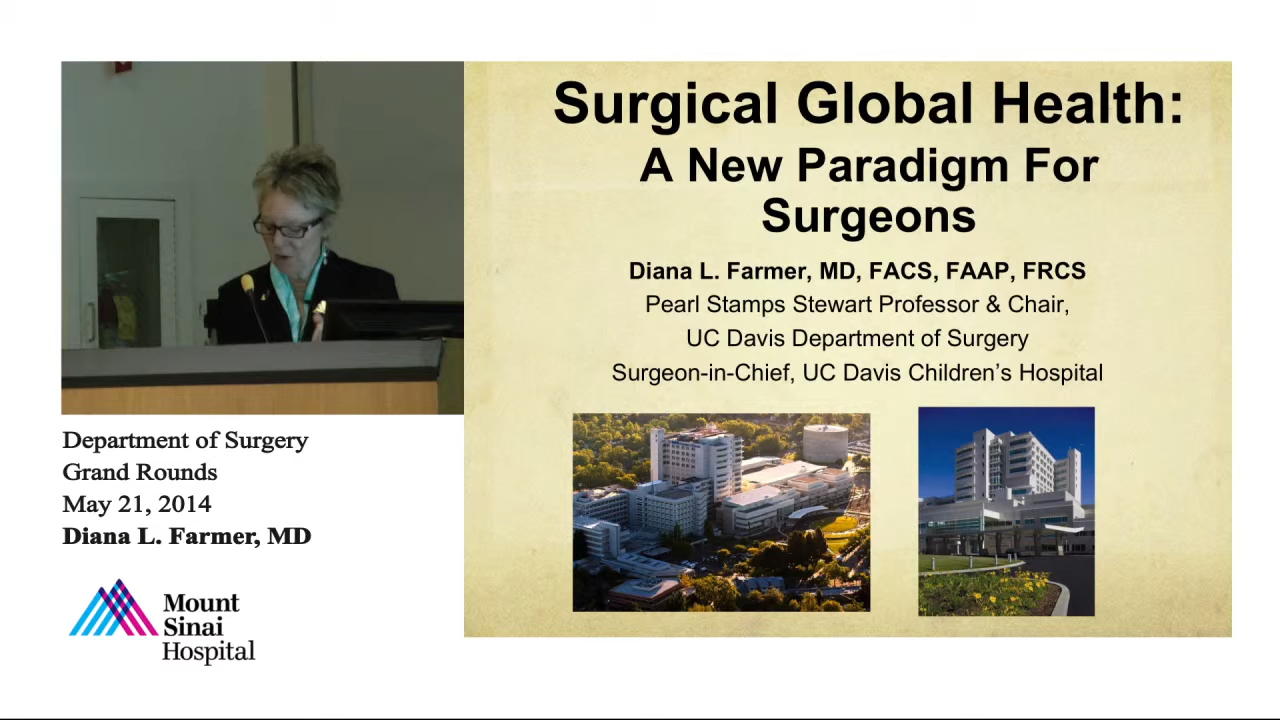 Surgical Global Health:
A New Paradigm For
Surgeons
Diana L. Farmer, MD, FACS, FAAP, FRCS
Pearl Stamps Stewart Professor & Chair,
UC Davis Department of Surgery
Surgeon-in-Chief, UC Davis Children’s Hospital
Department of Surgery
Grand Rounds
May 21, 2014
Diana L. Farmer, MD
Mount
Sinai
Hospital